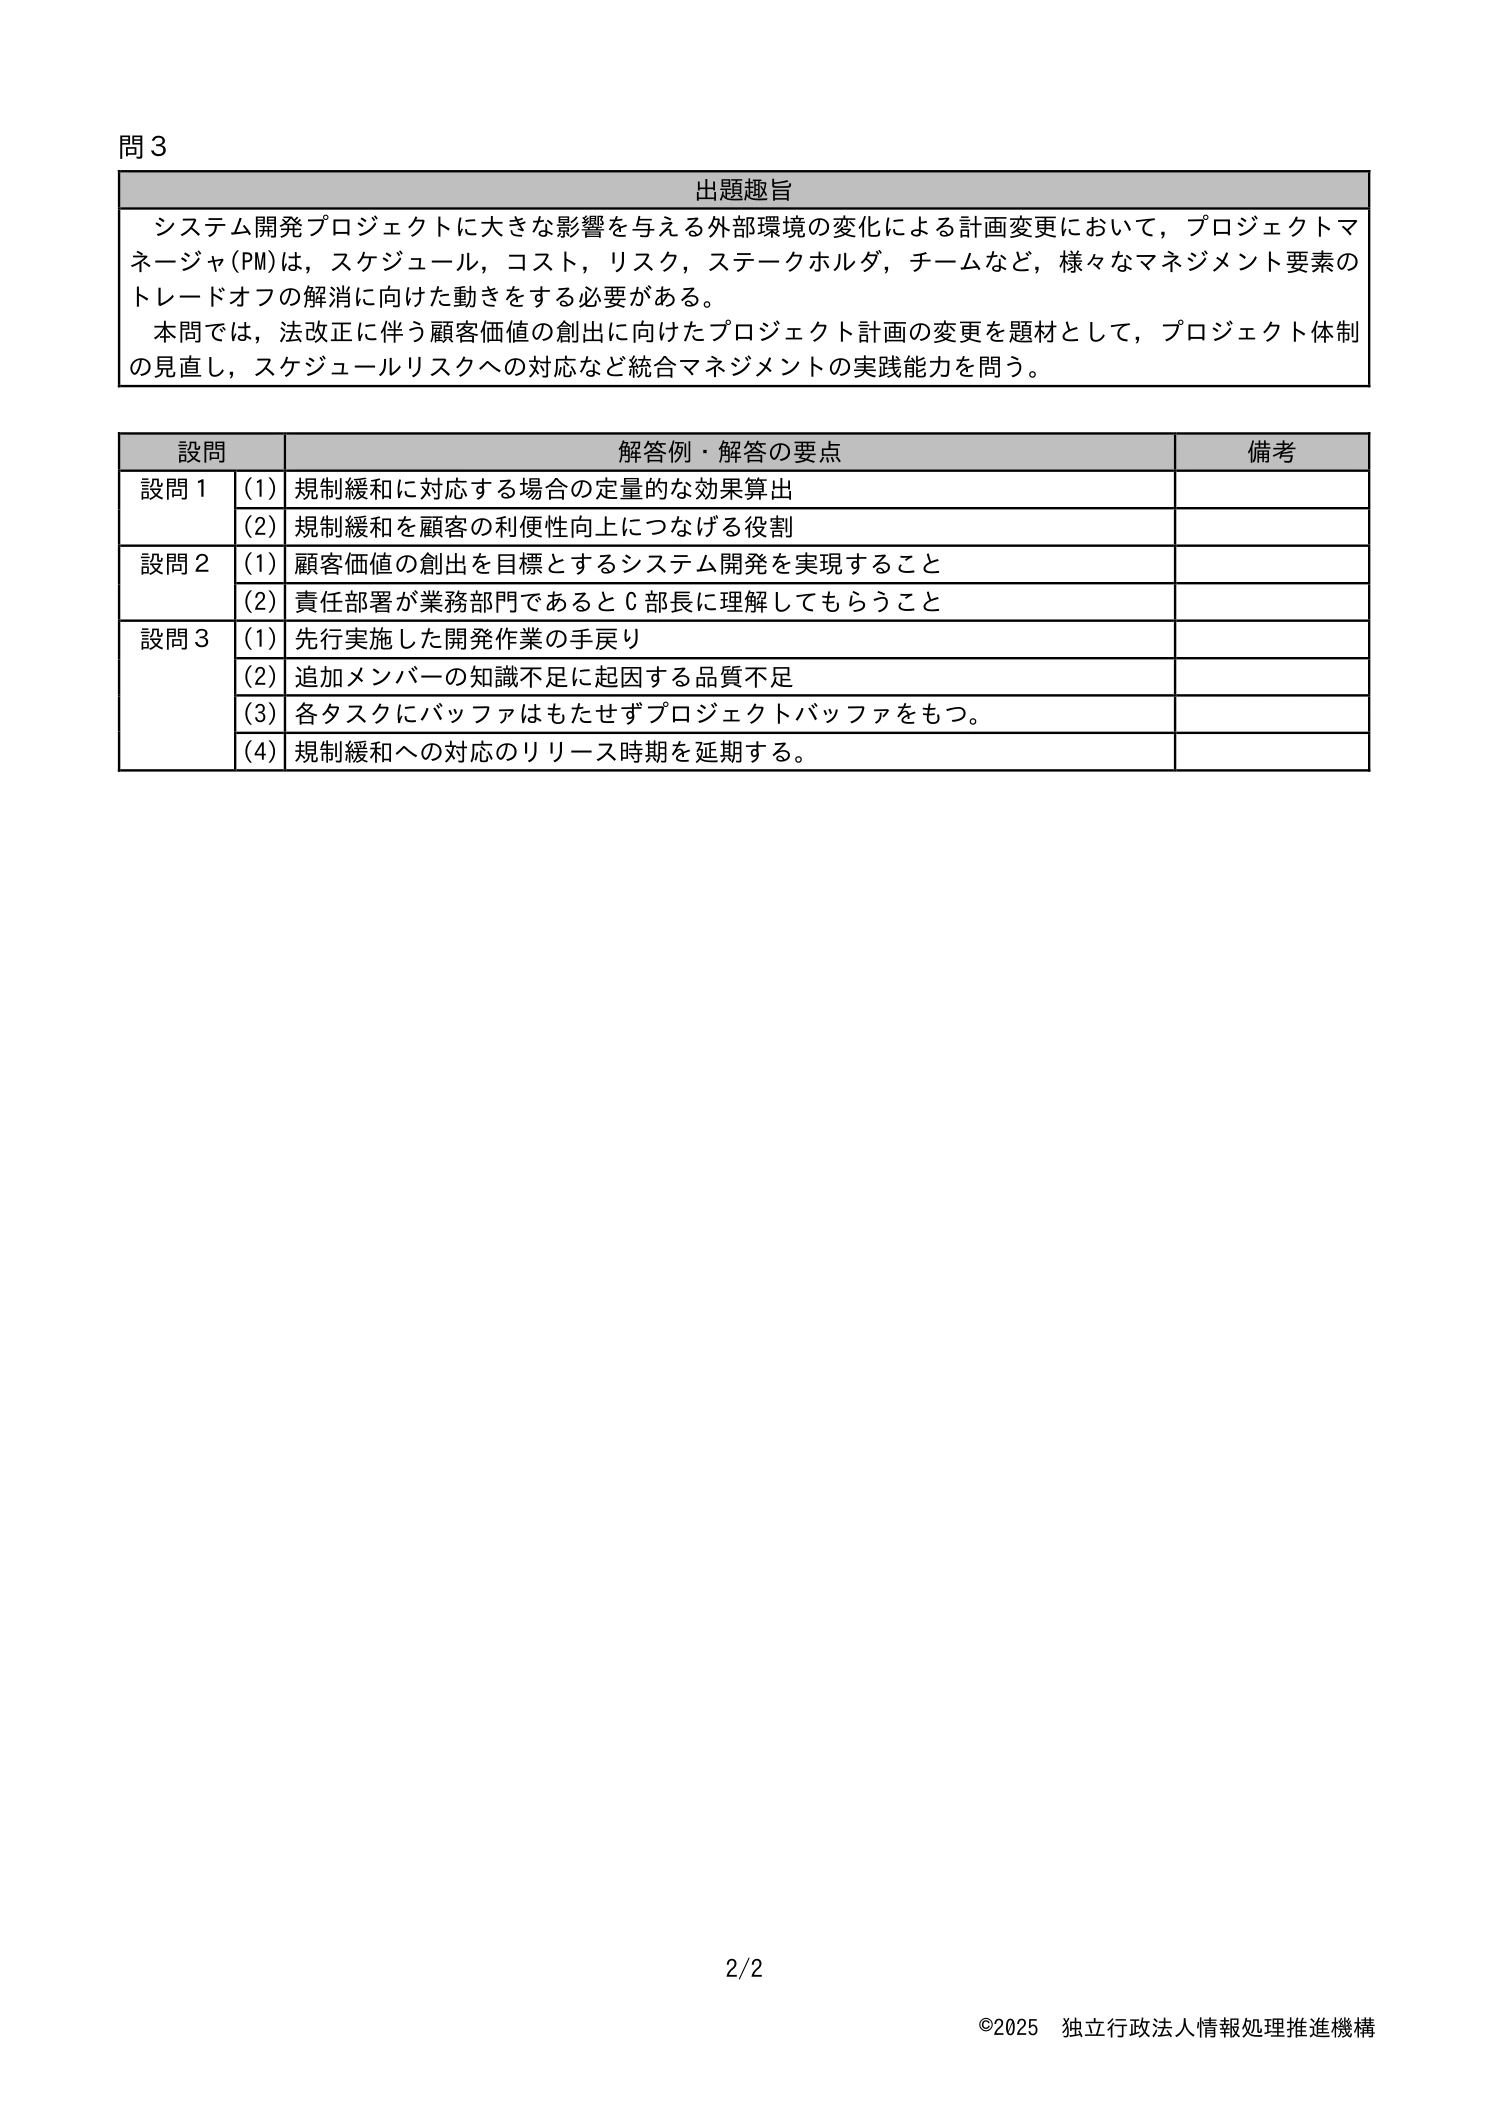 問３
出題趣旨
　システム開発プロジェクトに大きな影響を与える外部環境の変化による計画変更において，プロジェクトマ
ネージャ(PM)は，スケジュール，コスト，リスク，ステークホルダ，チームなど，様々なマネジメント要素の
トレードオフの解消に向けた動きをする必要がある。
　本問では，法改正に伴う顧客価値の創出に向けたプロジェクト計画の変更を題材として，プロジェクト体制
の見直し，スケジュールリスクへの対応など統合マネジメントの実践能力を問う。
設問 解答例・解答の要点 備考
設問１ (1) 規制緩和に対応する場合の定量的な効果算出
(2) 規制緩和を顧客の利便性向上につなげる役割
設問２ (1) 顧客価値の創出を目標とするシステム開発を実現すること
(2) 責任部署が業務部門であるとC部長に理解してもらうこと
設問３ (1) 先行実施した開発作業の手戻り
(2) 追加メンバーの知識不足に起因する品質不足
(3) 各タスクにバッファはもたせずプロジェクトバッファをもつ。
(4) 規制緩和への対応のリリース時期を延期する。
2/2
©2025　独立行政法人情報処理推進機構